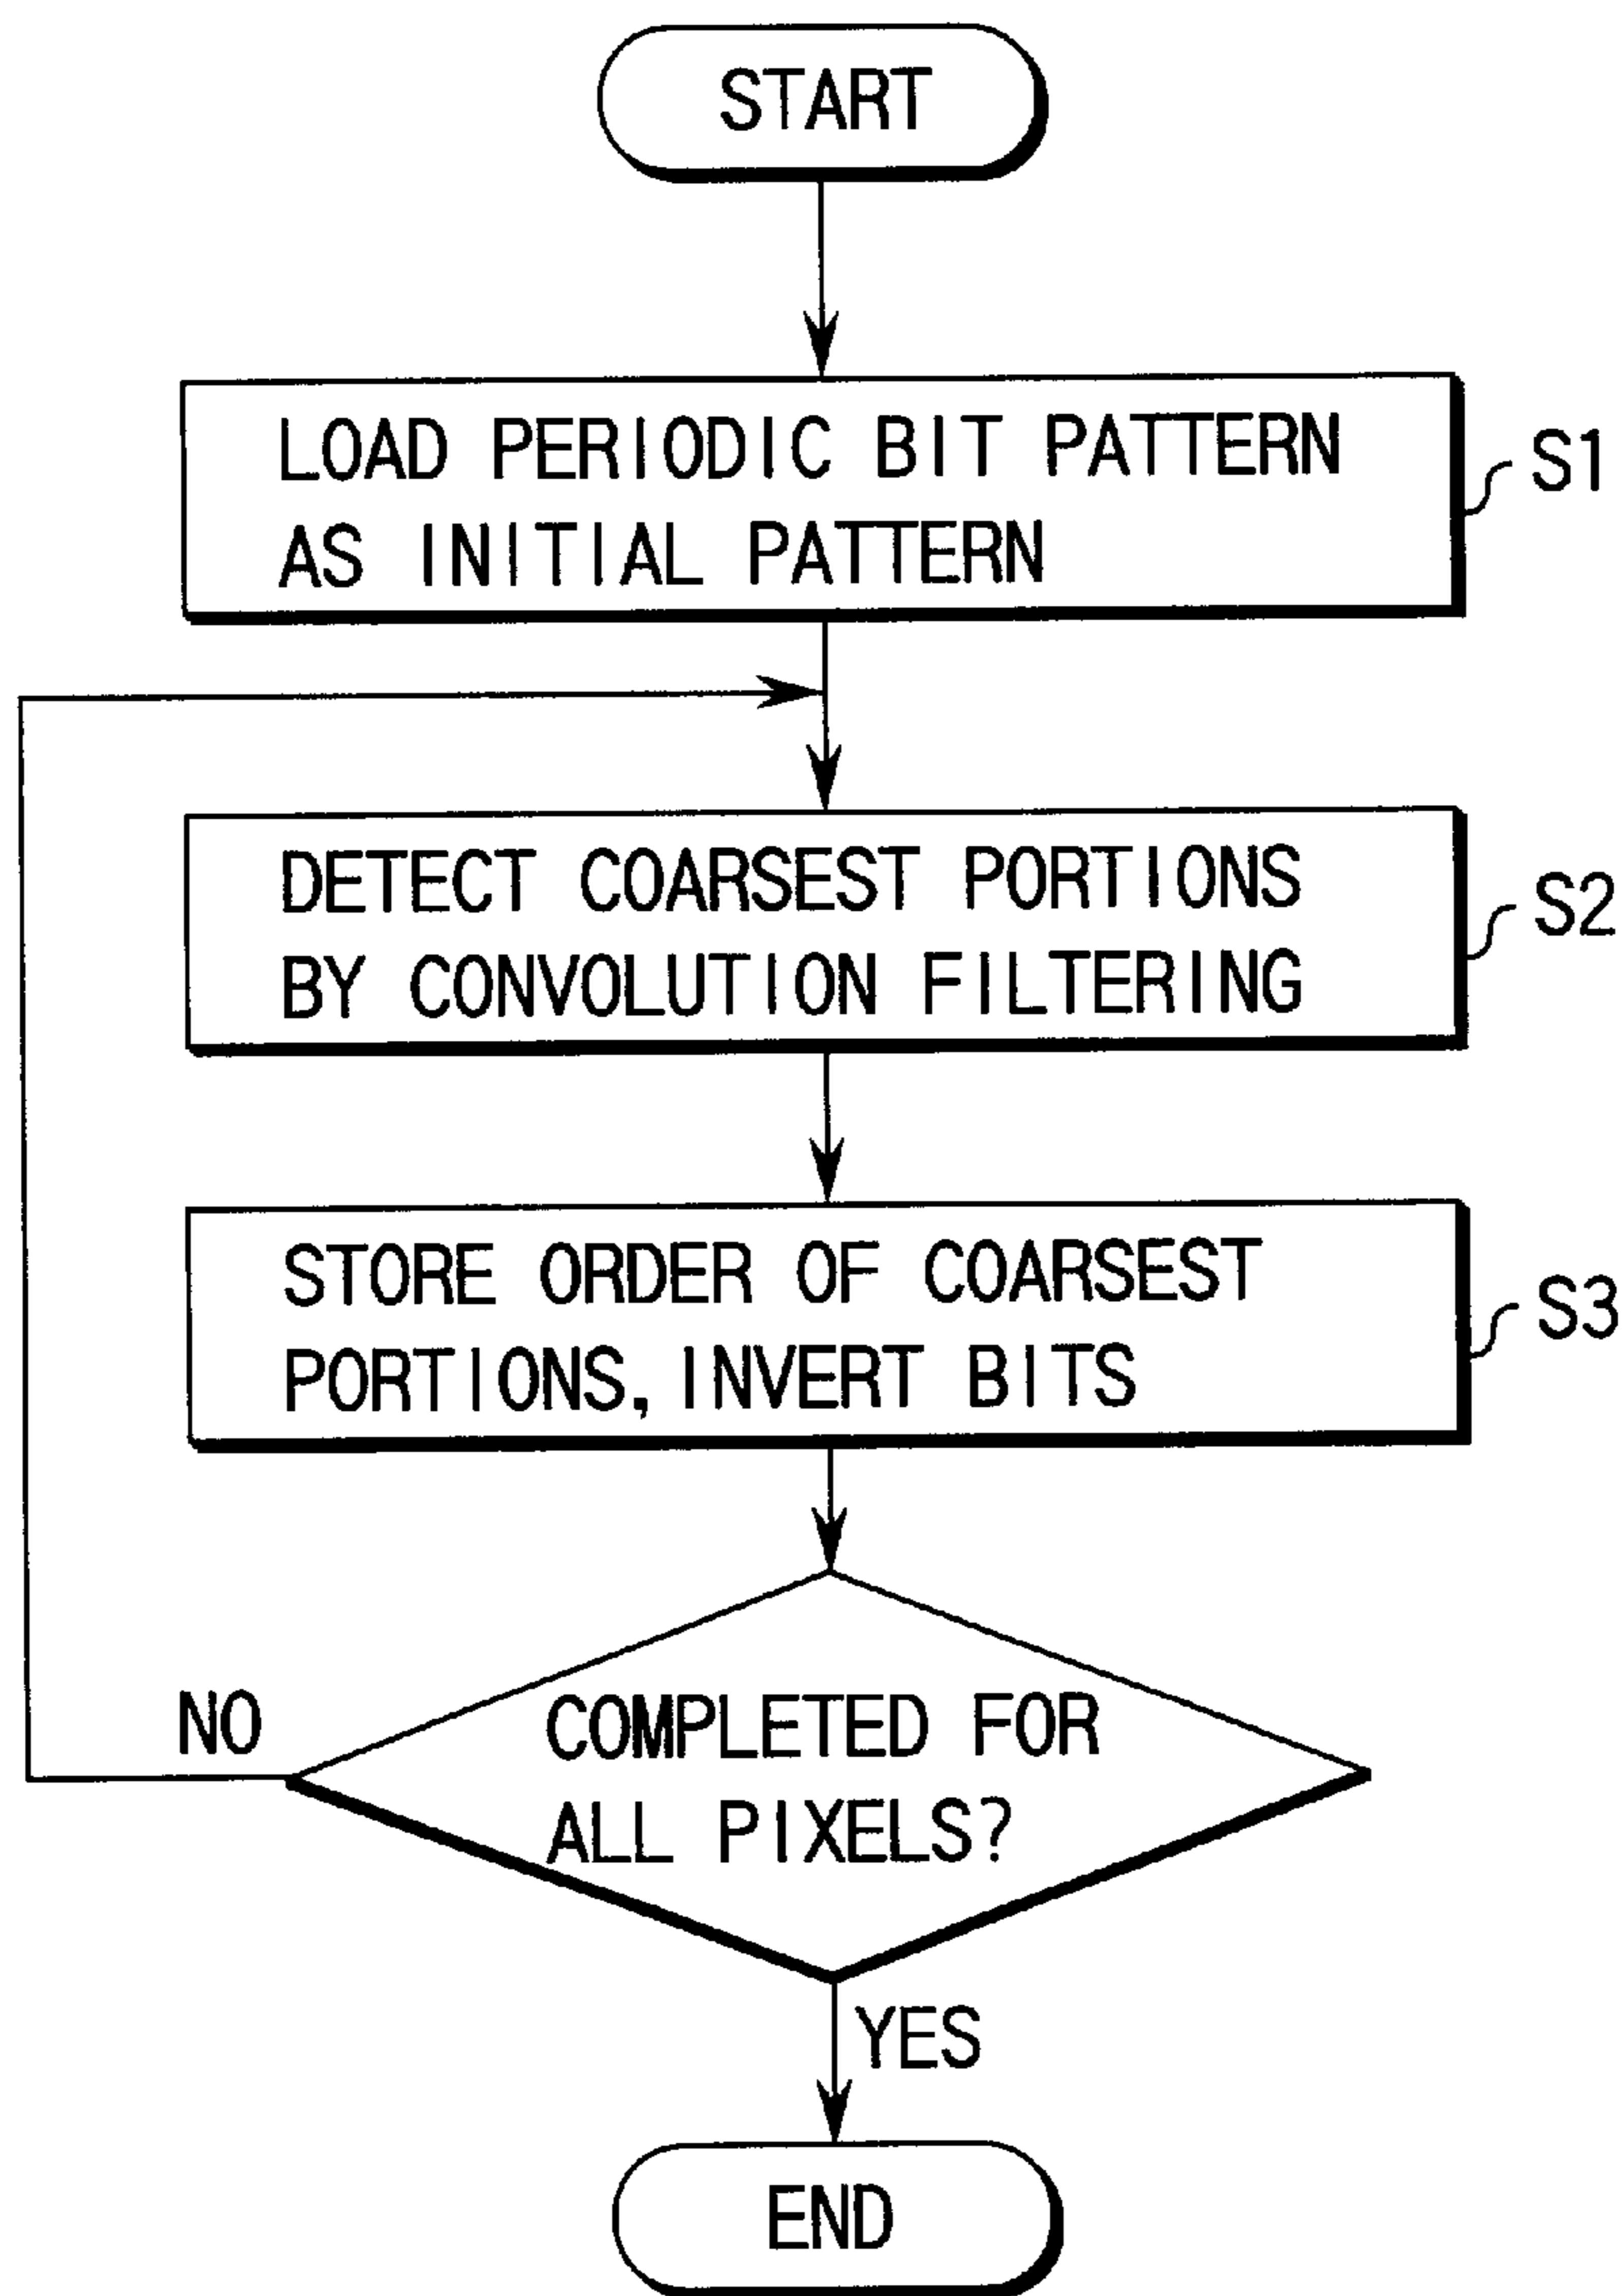 START
LOAD PERIODIC BIT PATTERN
AS INITIAL PATTERN
S1
DETECT COARSEST PORTIONS
BY CONVOLUTION FILTERING
S2
STORE ORDER OF COARSEST
PORTIONS, INVERT BITS
S3
COMPLETED FOR
ALL PIXELS?
NO
YES
END